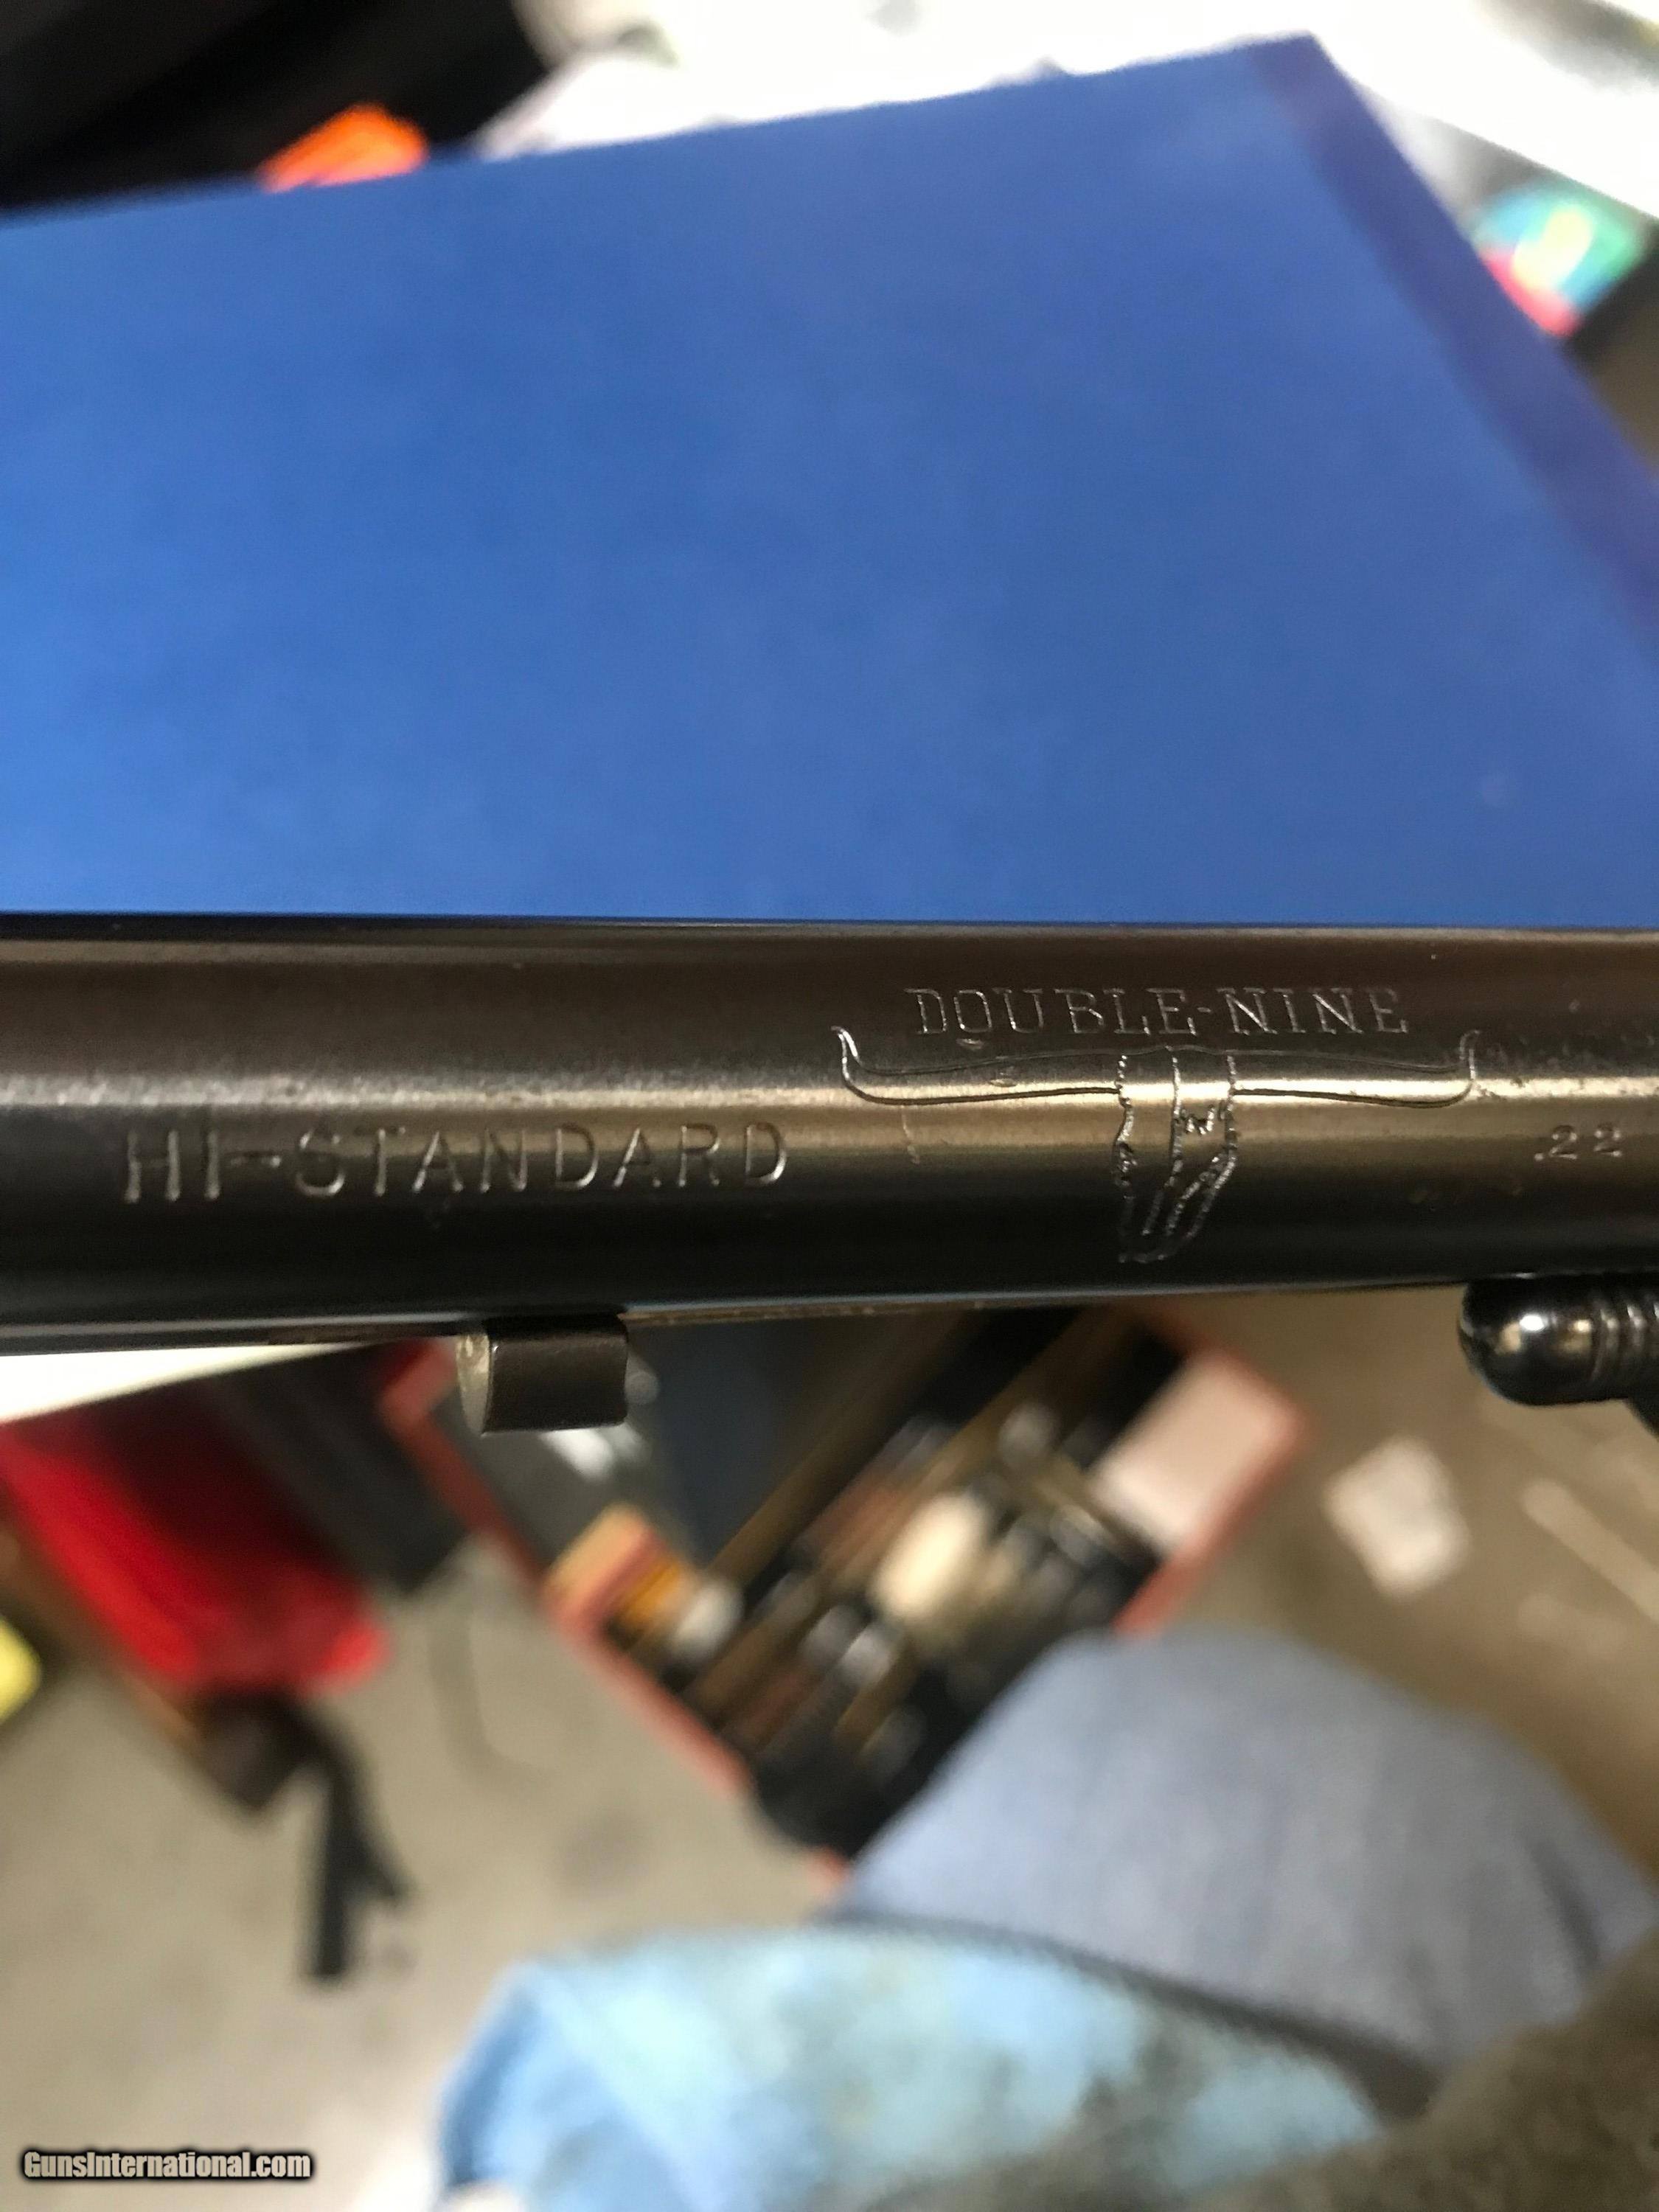 DOUBLE-NINE
HI-STANDARD
.22
GunsInternational.com